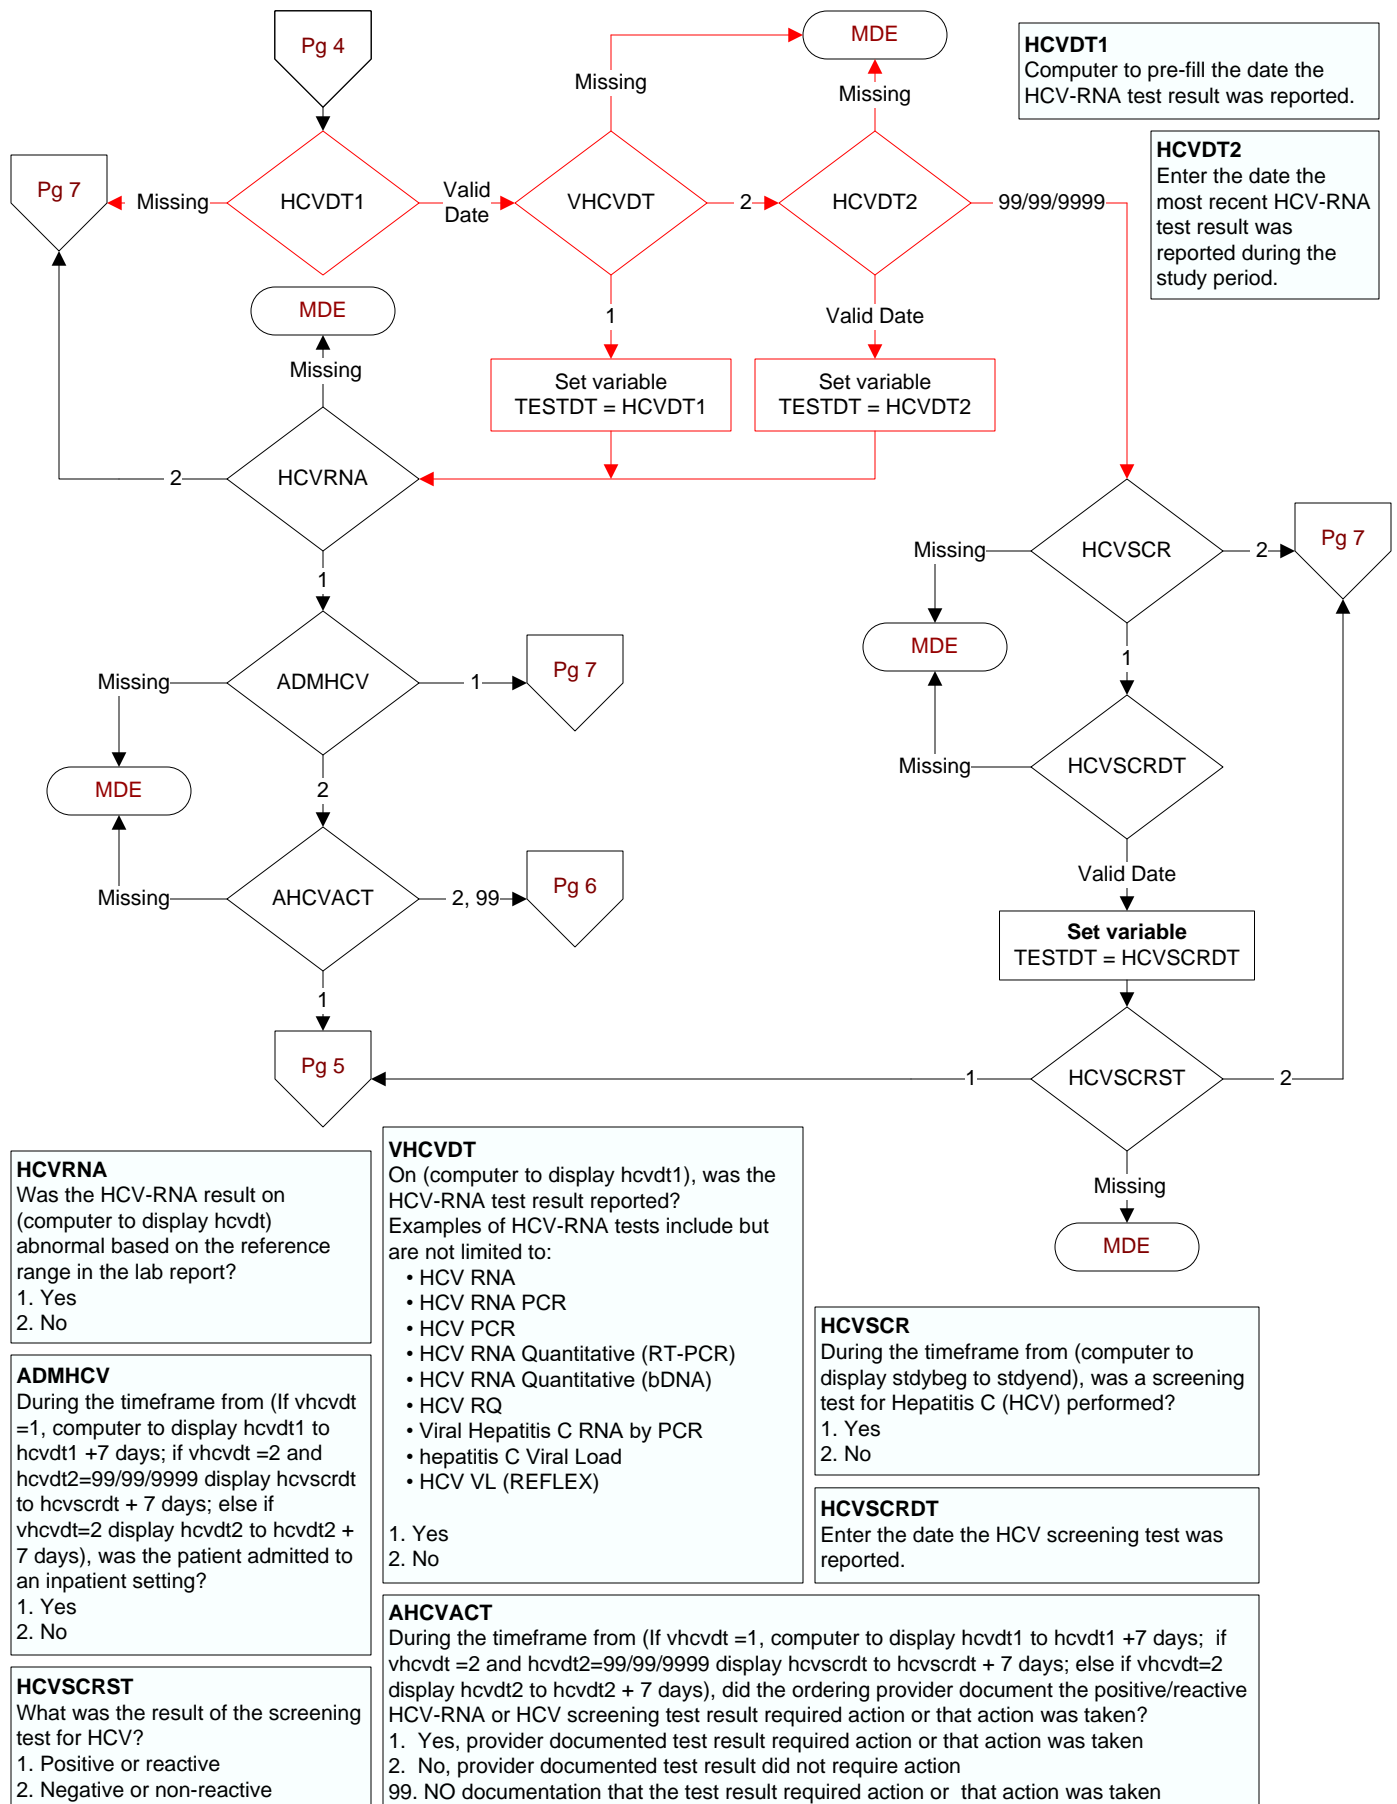 Pg 4
MDE
HCVDT1
Computer to pre-fill the date the
HCV-RNA test result was reported.
Missing
Missing
HCVDT2
Enter the date the
most recent HCV-RNA
test result was
reported during the
study period.
Pg 7
Missing
HCVDT1
Valid
Date
VHCVDT
2
HCVDT2
99/99/9999
MDE
1
Valid Date
Missing
Set variable
TESTDT = HCVDT1
Set variable
TESTDT = HCVDT2
2
HCVRNA
Missing
HCVSCR
2
Pg 7
1
MDE
1
Missing
ADMHCV
1
Pg 7
Missing
HCVSCRDT
MDE
2
Valid Date
Missing
AHCVACT
2, 99
Pg 6
Set variable
TESTDT = HCVSCRDT
1
Pg 5
1
HCVSCRST
2
Missing
MDE
HCVRNA
Was the HCV-RNA result on
(computer to display hcvdt)
abnormal based on the reference
range in the lab report?
1. Yes
2. No
VHCVDT
On (computer to display hcvdt1), was the
HCV-RNA test result reported?
Examples of HCV-RNA tests include but
are not limited to:
• HCV RNA
• HCV RNA PCR
• HCV PCR
• HCV RNA Quantitative (RT-PCR)
• HCV RNA Quantitative (bDNA)
• HCV RQ
• Viral Hepatitis C RNA by PCR
• hepatitis C Viral Load
• HCV VL (REFLEX)
1. Yes
2. No
HCVSCR
During the timeframe from (computer to
display stdybeg to stdyend), was a screening
test for Hepatitis C (HCV) performed?
1. Yes
2. No
ADMHCV
During the timeframe from (If vhcvdt
=1, computer to display hcvdt1 to
hcvdt1 +7 days; if vhcvdt =2 and
hcvdt2=99/99/9999 display hcvscrdt
to hcvscrdt + 7 days; else if
vhcvdt=2 display hcvdt2 to hcvdt2 +
7 days), was the patient admitted to
an inpatient setting?
1. Yes
2. No
HCVSCRDT
Enter the date the HCV screening test was
reported.
AHCVACT
During the timeframe from (If vhcvdt =1, computer to display hcvdt1 to hcvdt1 +7 days; if
vhcvdt =2 and hcvdt2=99/99/9999 display hcvscrdt to hcvscrdt + 7 days; else if vhcvdt=2
display hcvdt2 to hcvdt2 + 7 days), did the ordering provider document the positive/reactive
HCV-RNA or HCV screening test result required action or that action was taken?
1. Yes, provider documented test result required action or that action was taken
2. No, provider documented test result did not require action
99. NO documentation that the test result required action or that action was taken
HCVSCRST
What was the result of the screening
test for HCV?
1. Positive or reactive
2. Negative or non-reactive